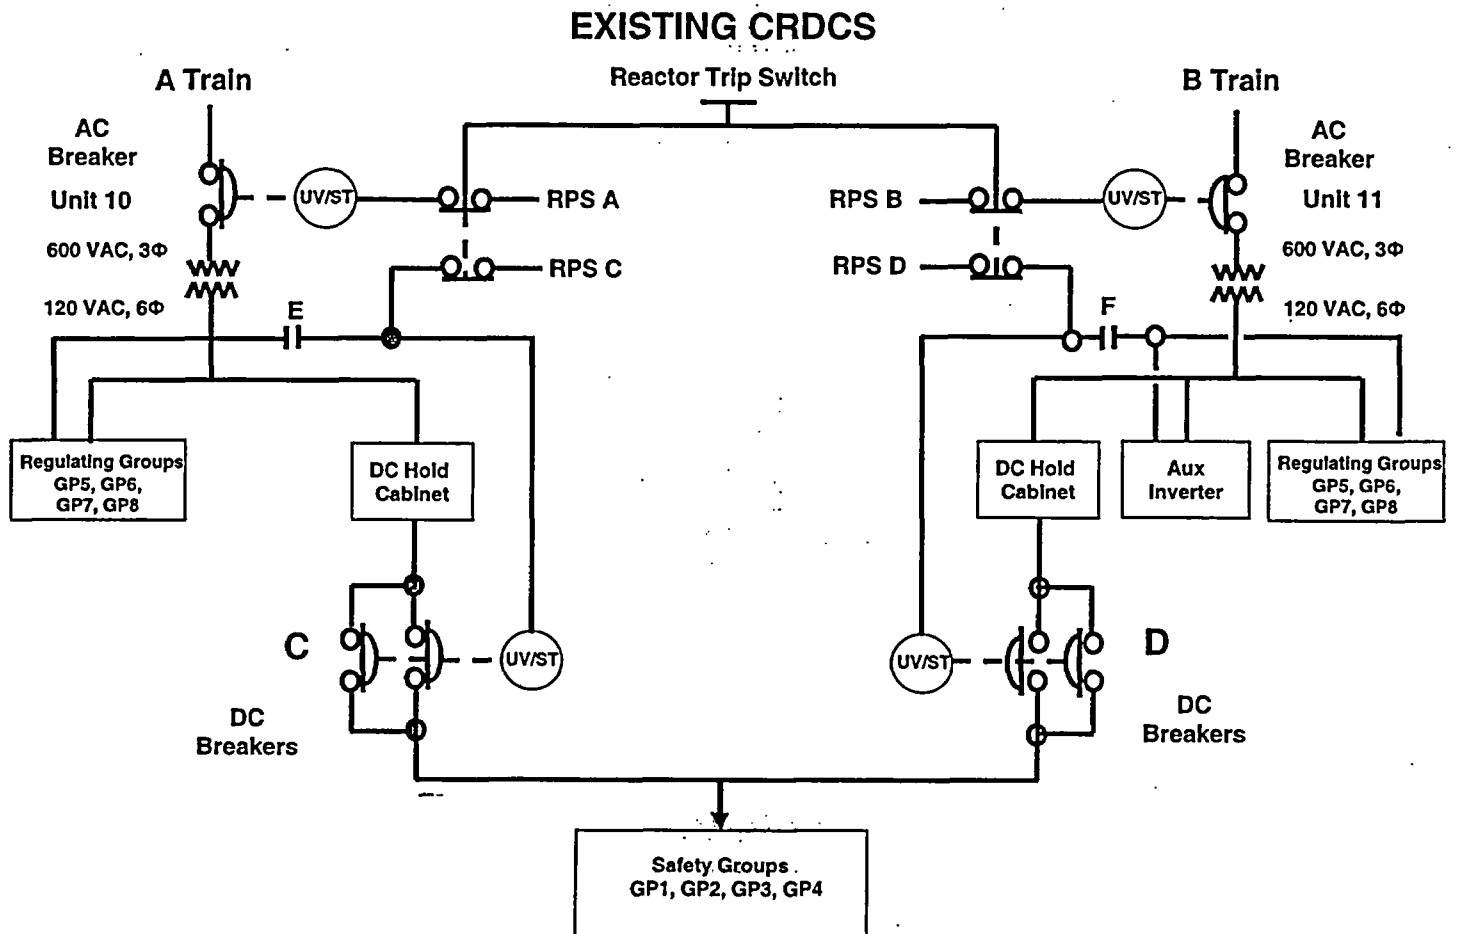 EXISTING CRDCS
A Train
Reactor Trip Switch
B Train
AC
Breaker
Unit 10
UV/ST
RPS A
RPS B
UV/ST
AC
Breaker
Unit 11
600 VAC, 3Φ
RPS C
RPS D
600 VAC, 3Φ
120 VAC, 6Φ
E
F
120 VAC, 6Φ
Regulating Groups
GP5, GP6,
GP7, GP8
DC Hold
Cabinet
DC Hold
Cabinet
Aux
Inverter
Regulating Groups
GP5, GP6,
GP7, GP8
C
UV/ST
UV/ST
D
DC
Breakers
DC
Breakers
Safety Groups
GP1, GP2, GP3, GP4